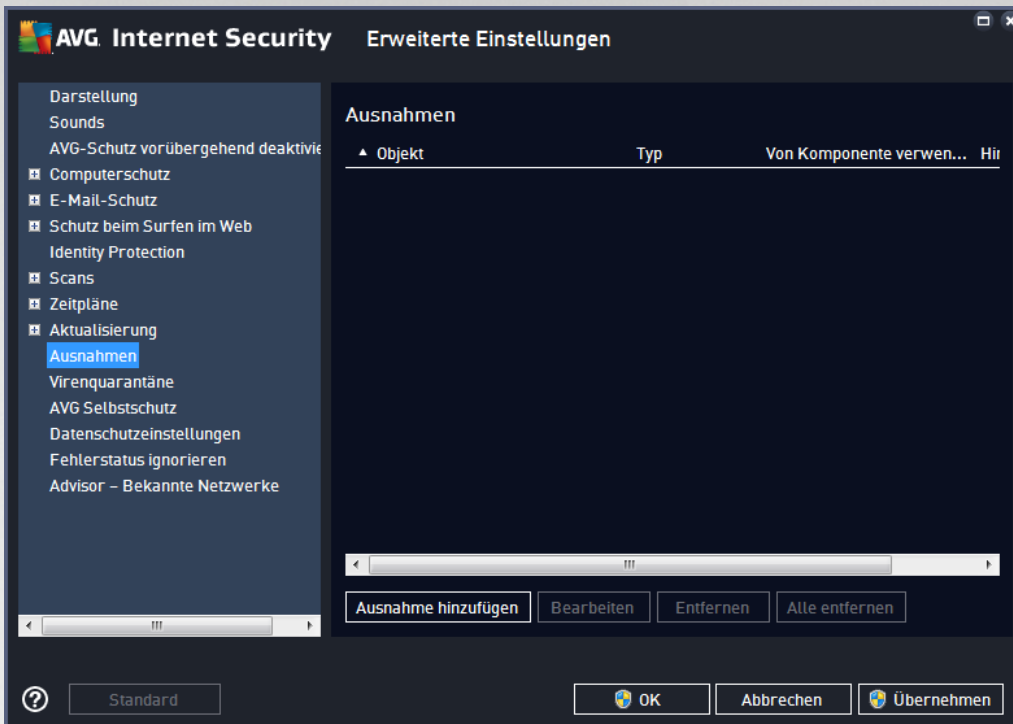 AVG Internet Security Erweiterte Einstellungen
Darstellung
Sounds
AVG-Schutz vorübergehend deaktivie
Computerschutz
E-Mail-Schutz
Schutz beim Surfen im Web
Identity Protection
Scans
Zeitpläne
Aktualisierung
Ausnahmen
Virenquarantäne
AVG Selbstschutz
Datenschutzeinstellungen
Fehlerstatus ignorieren
Advisor – Bekannte Netzwerke
Ausnahmen
Objekt Typ Von Komponente verwen... Hin
Ausnahme hinzufügen Bearbeiten Entfernen Alle entfernen
? Standard OK Abbrechen Übernehmen